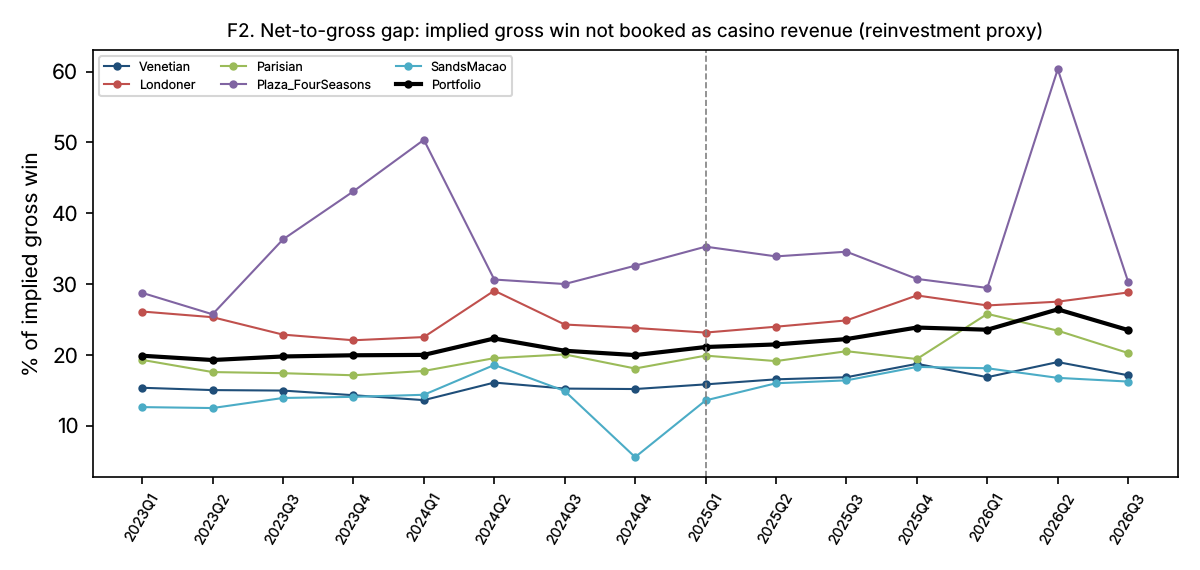 F2. Net-to-gross gap: implied gross win not booked as casino revenue (reinvestment proxy)
Venetian
Londoner
Parisian
Plaza_FourSeasons
SandsMacao
Portfolio
% of implied gross win
60
50
40
30
20
10
2023Q1
2023Q2
2023Q3
2023Q4
2024Q1
2024Q2
2024Q3
2024Q4
2025Q1
2025Q2
2025Q3
2025Q4
2026Q1
2026Q2
2026Q3